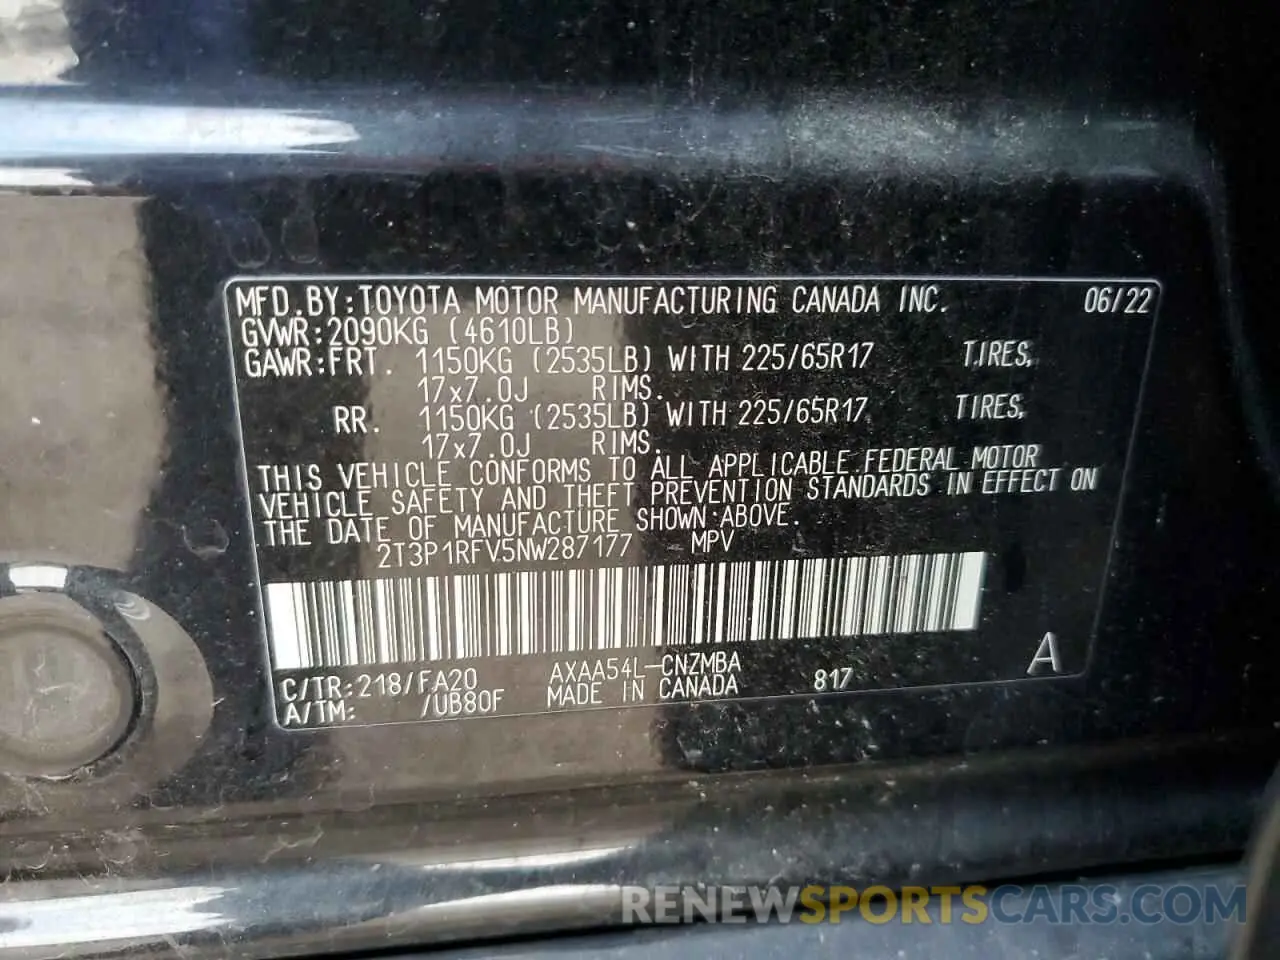 MFD.BY:TOYOTA MOTOR MANUFACTURING CANADA INC. 06/22
GVWR:2090KG (4610LB)
GAWR:FRT. 1150KG (2535LB) WITH 225/65R17 TIRES,
17x7.0J RIMS.
RR. 1150KG (2535LB) WITH 225/65R17 TIRES,
17x7.0J RIMS.
THIS VEHICLE CONFORMS TO ALL APPLICABLE FEDERAL MOTOR
VEHICLE SAFETY AND THEFT PREVENTION STANDARDS IN EFFECT ON
THE DATE OF MANUFACTURE SHOWN ABOVE.
2T3P1RFV5NW287177 MPV
C/TR:218/FA20 AXAA54L-CNZMBA 817 A
A/TM: /UB80F MADE IN CANADA
RENEWSPORTSCARS.COM